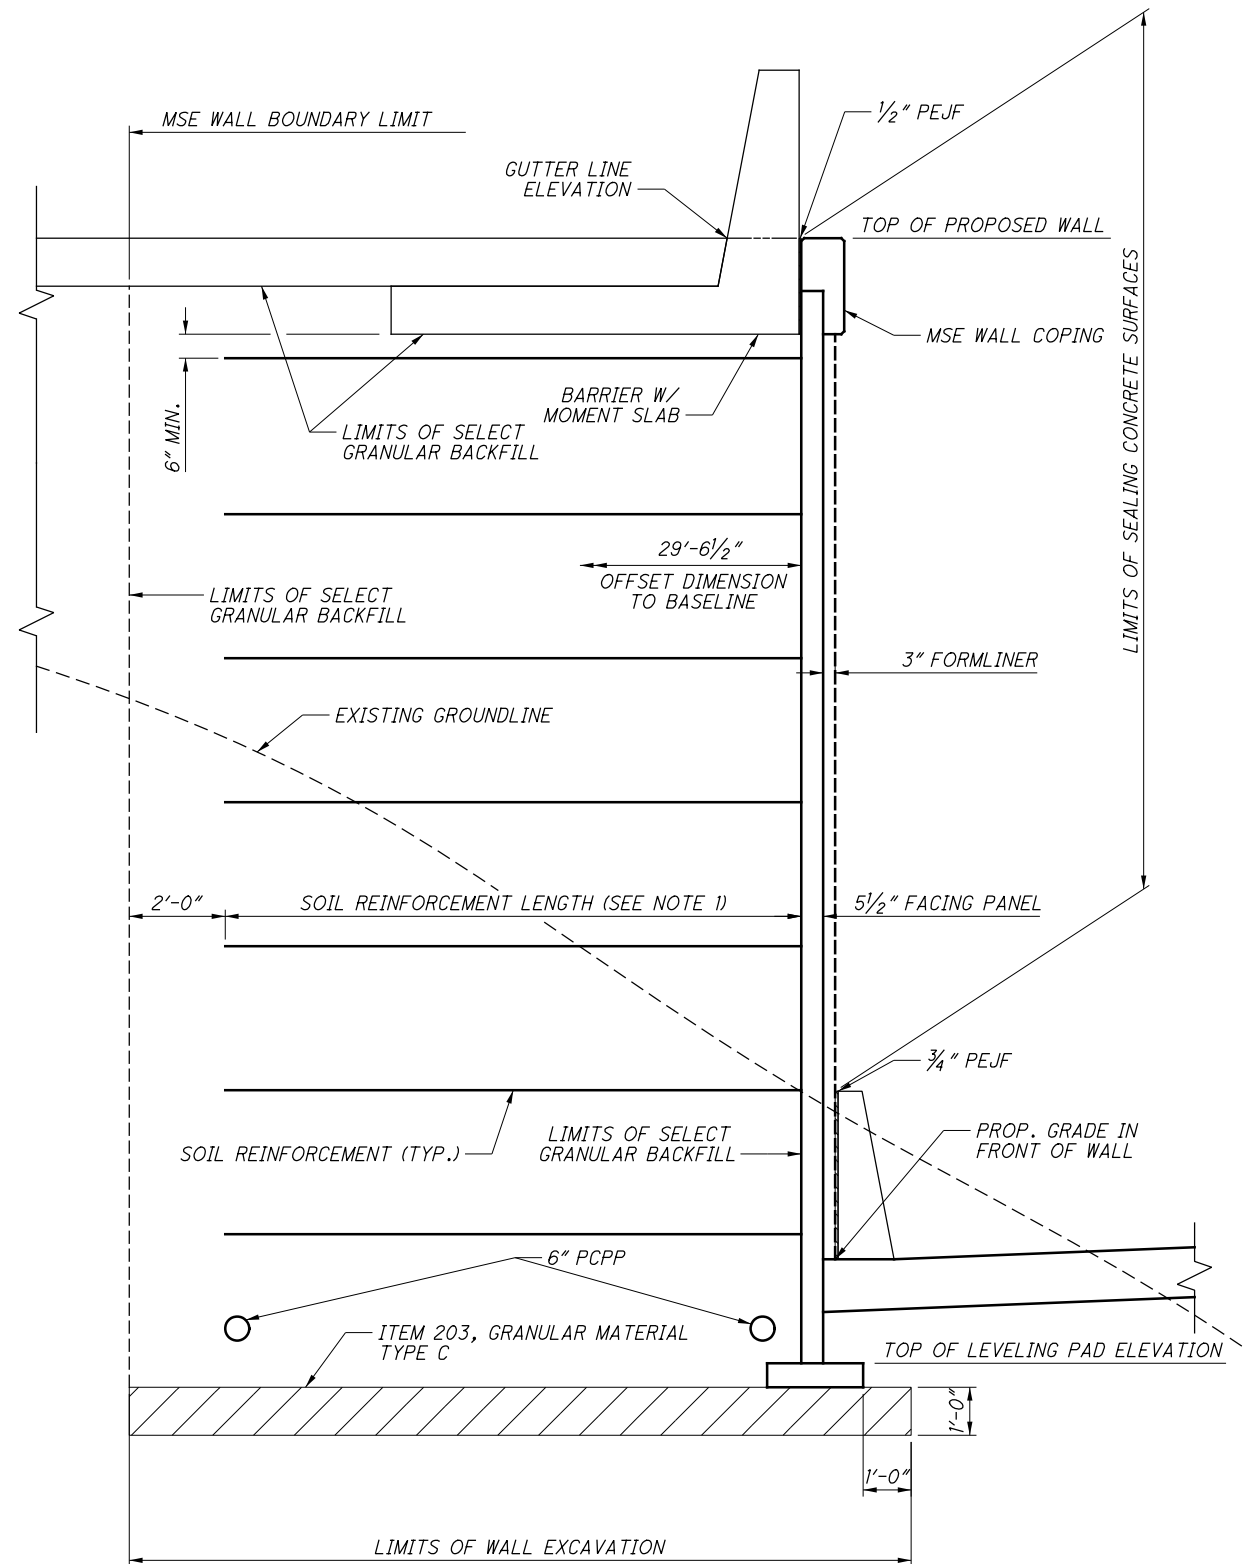 ½" PEJF
MSE WALL BOUNDARY LIMIT
GUTTER LINE
ELEVATION
TOP OF PROPOSED WALL
LIMITS OF SEALING CONCRETE SURFACES
MSE WALL COPING
6" MIN.
BARRIER W/
MOMENT SLAB
LIMITS OF SELECT
GRANULAR BACKFILL
29'-6½"
OFFSET DIMENSION
TO BASELINE
LIMITS OF SELECT
GRANULAR BACKFILL
3" FORMLINER
EXISTING GROUNDLINE
2'-0"
SOIL REINFORCEMENT LENGTH (SEE NOTE 1)
5½" FACING PANEL
¾" PEJF
SOIL REINFORCEMENT (TYP.)
LIMITS OF SELECT
GRANULAR BACKFILL
PROP. GRADE IN
FRONT OF WALL
6" PCPP
ITEM 203, GRANULAR MATERIAL
TYPE C
TOP OF LEVELING PAD ELEVATION
1'-0"
1'-0"
LIMITS OF WALL EXCAVATION